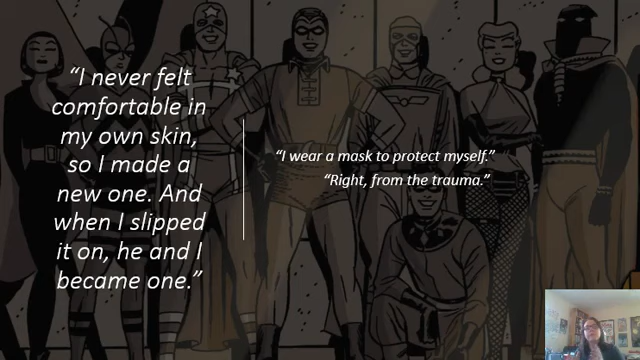 “I never felt
comfortable in
my own skin,
so I made a
new one. And
when I slipped
it on, he and I
became one.”
“I wear a mask to protect myself.”
“Right, from the trauma.”